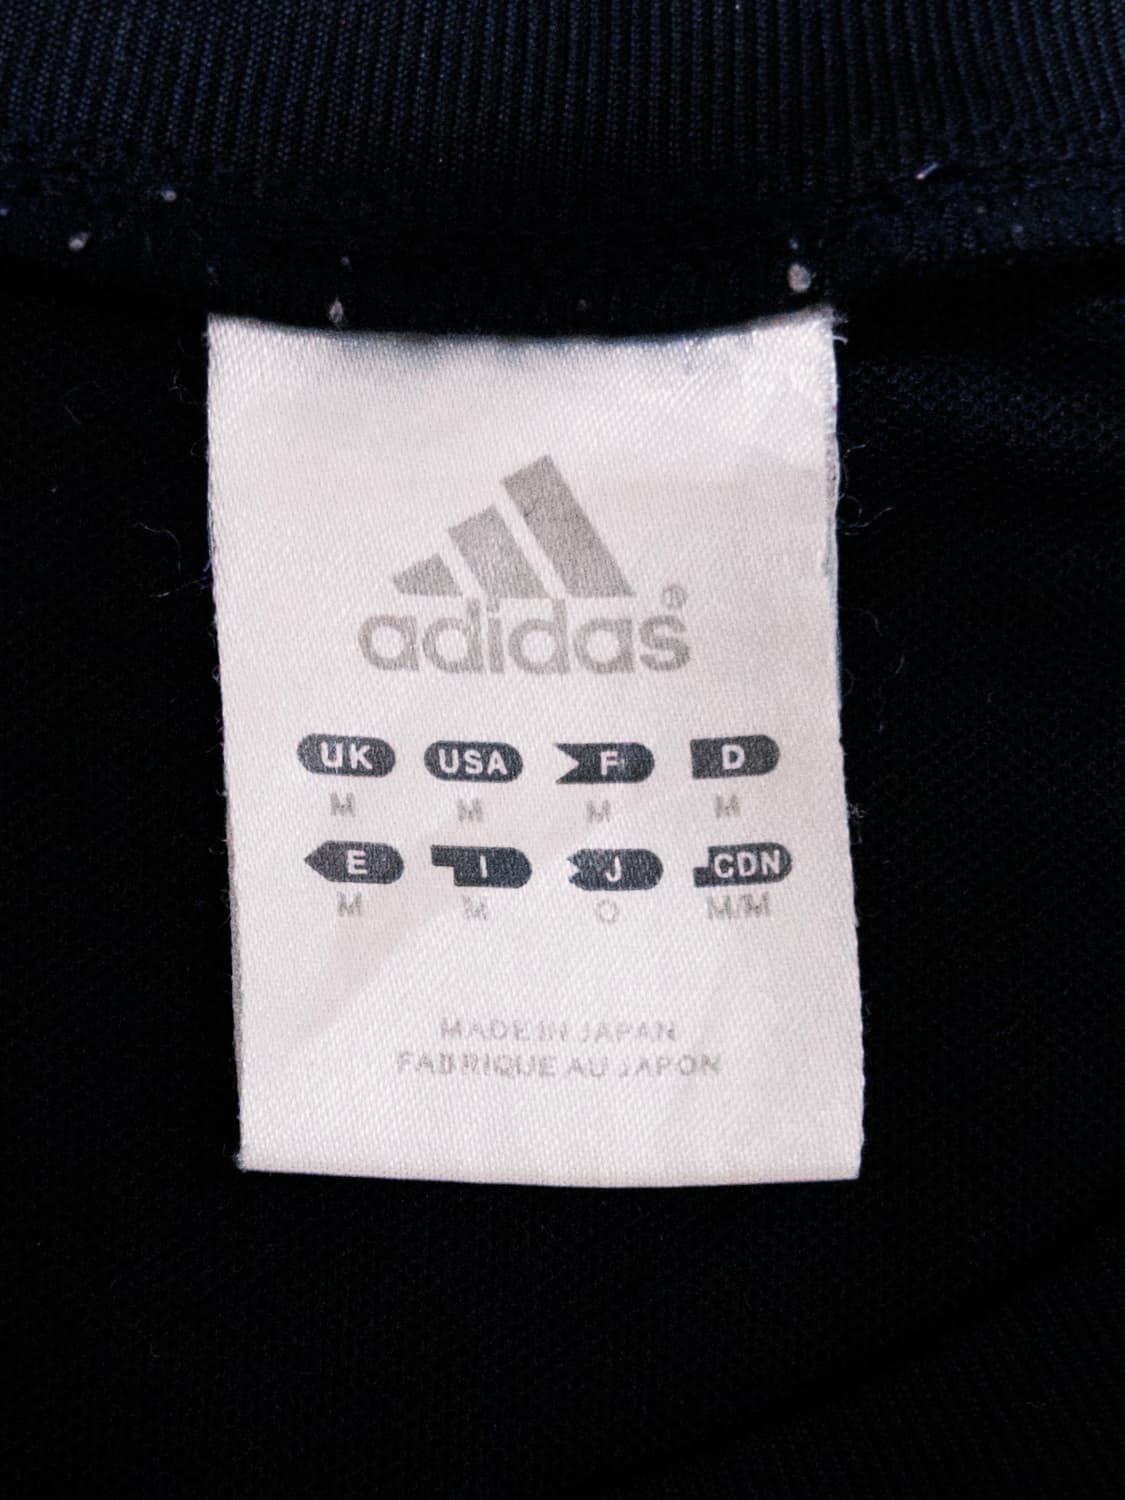 adidas®
UK USA F D
M M M M
E I J CDN
M M O M/M
MADE IN JAPAN
FABRIQUE AU JAPON